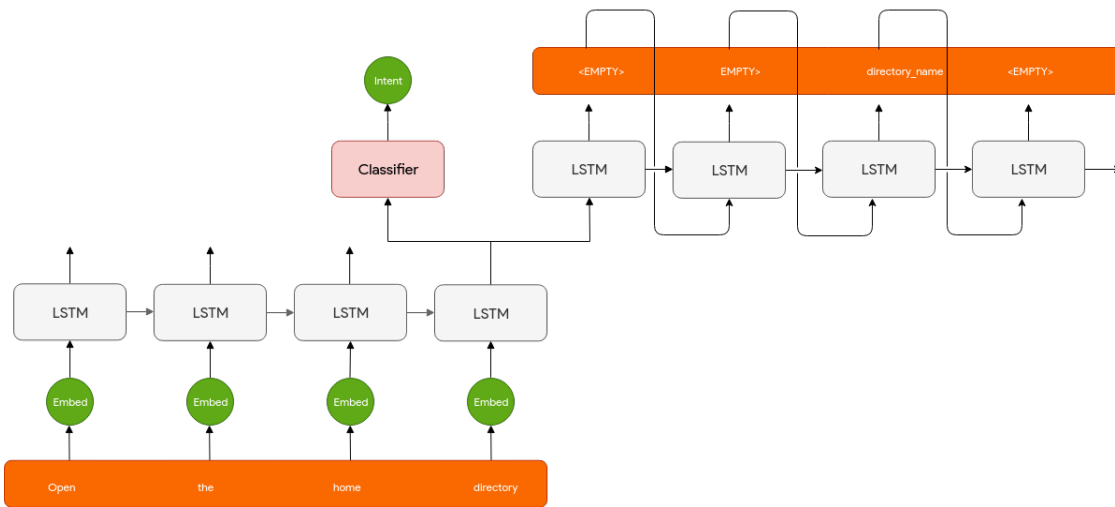 <EMPTY> EMPTY> directory_name <EMPTY>
Intent
Classifier LSTM LSTM LSTM LSTM
LSTM LSTM LSTM LSTM
Embed Embed Embed Embed
Open the home directory